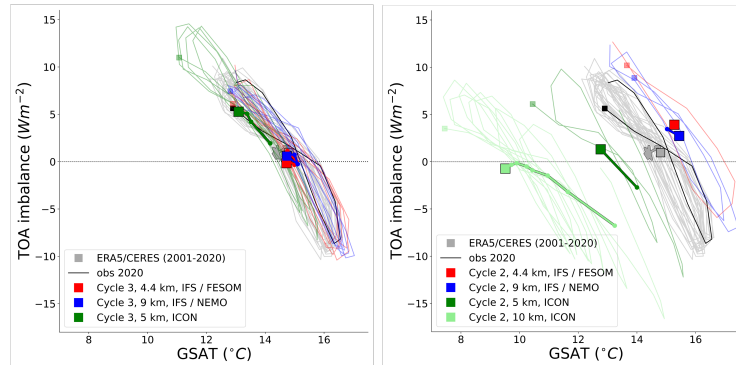 15
10
5
0
−5
−10
−15
TOA imbalance (Wm⁻²)
ERA5/CERES (2001-2020)
obs 2020
Cycle 3, 4.4 km, IFS / FESOM
Cycle 3, 9 km, IFS / NEMO
Cycle 3, 5 km, ICON
8 10 12 14 16
GSAT (°C)
15
10
5
0
−5
−10
−15
TOA imbalance (Wm⁻²)
ERA5/CERES (2001-2020)
obs 2020
Cycle 2, 4.4 km, IFS / FESOM
Cycle 2, 9 km, IFS / NEMO
Cycle 2, 5 km, ICON
Cycle 2, 10 km, ICON
8 10 12 14 16
GSAT (°C)